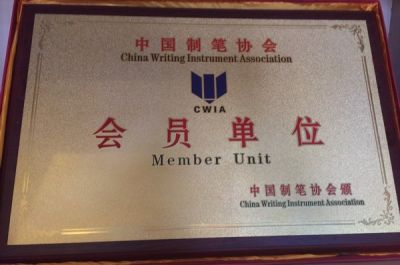 中国制笔协会
China Writing Instrument Association
CWIA
会员单位
Member Unit
中国制笔协会颁
China Writing Instrument Association